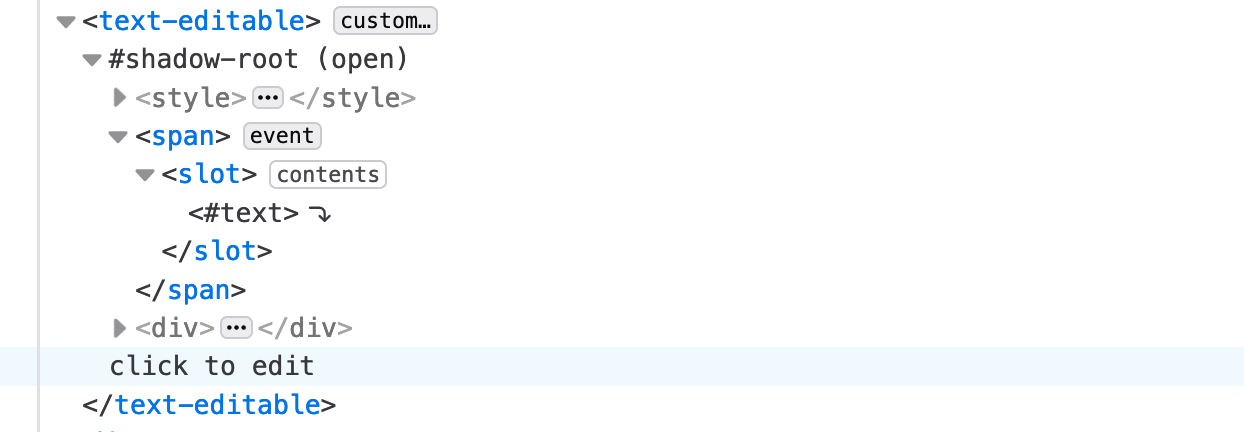 <text-editable> custom…
#shadow-root (open)
<style> ••• </style>
<span> event
<slot> contents
<#text>
</slot>
</span>
<div> ••• </div>
click to edit
</text-editable>